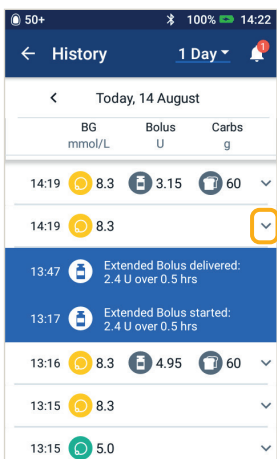 50+ 100% 14:22
History 1 Day 1
Today, 14 August
BG Bolus Carbs
mmol/L U g
14:19 8.3 3.15 60
14:19 8.3
13:47 Extended Bolus delivered:
2.4 U over 0.5 hrs
13:17 Extended Bolus started:
2.4 U over 0.5 hrs
13:16 8.3 4.95 60
13:15 8.3
13:15 5.0